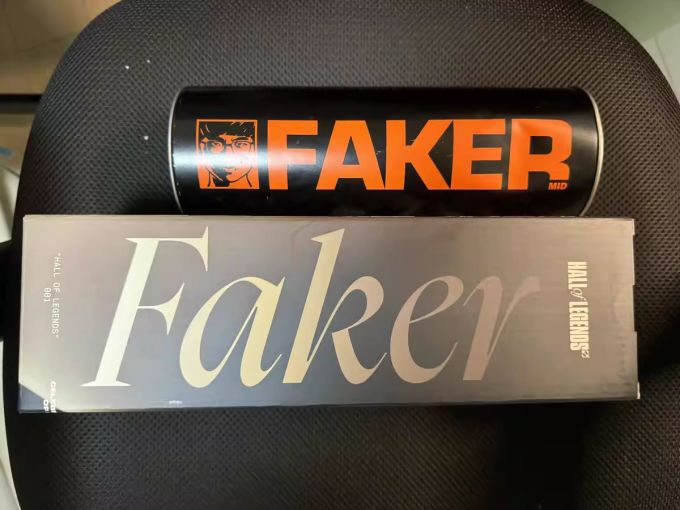 FAKER
MID
Faker
"HALL OF LEGENDS"
001
HALL of LEGENDS